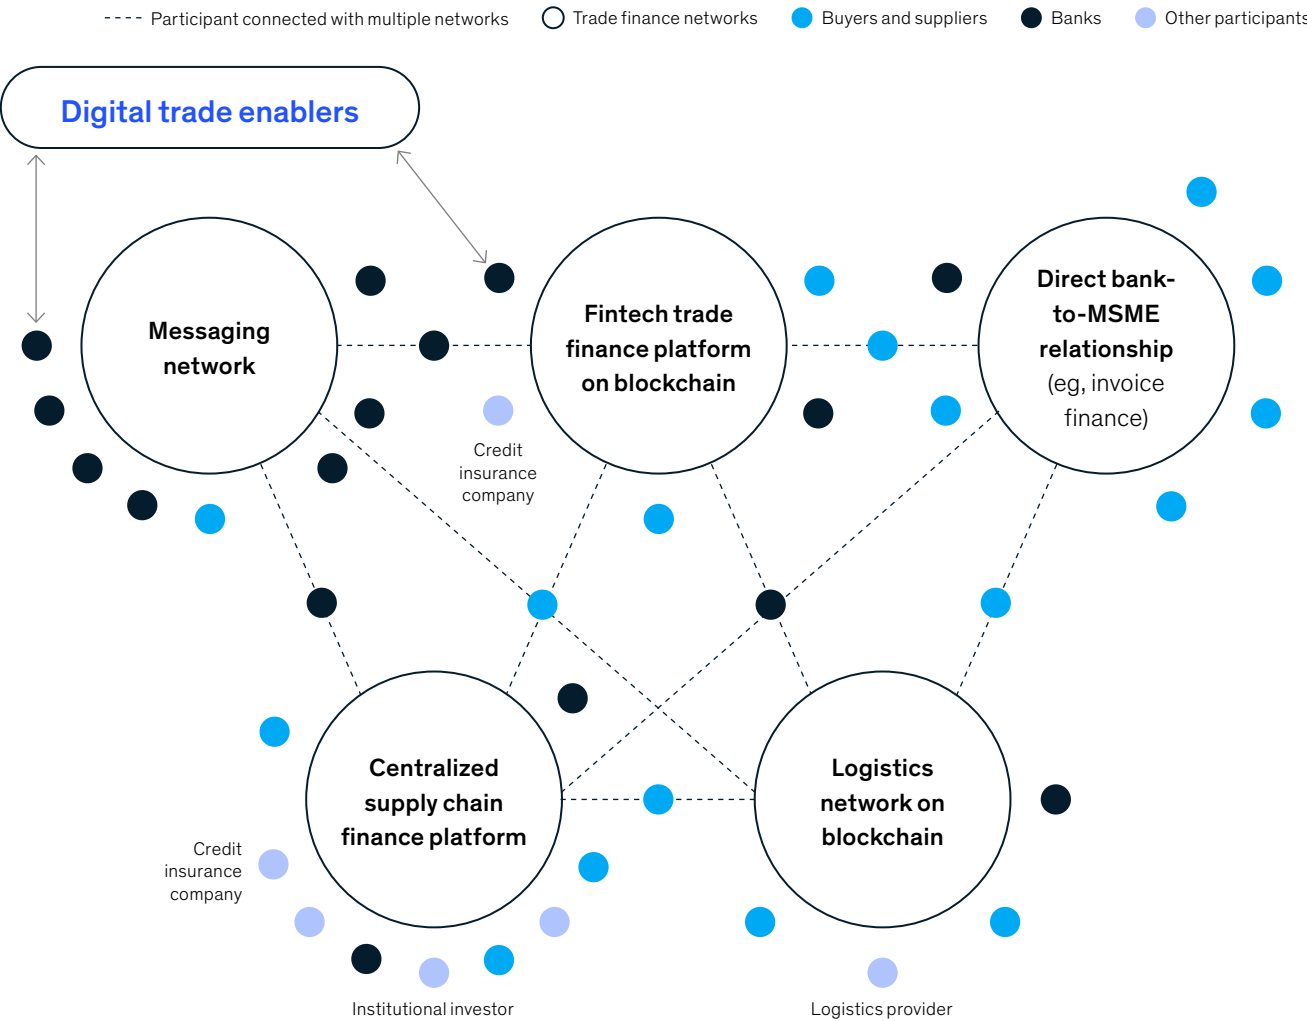 Participant connected with multiple networks
Trade finance networks
Buyers and suppliers
Banks
Other participants
Digital trade enablers
Messaging
network
Fintech trade
finance platform
on blockchain
Direct bank-
to-MSME
relationship
(eg, invoice
finance)
Credit
insurance
company
Centralized
supply chain
finance platform
Logistics
network on
blockchain
Credit
insurance
company
Institutional investor
Logistics provider